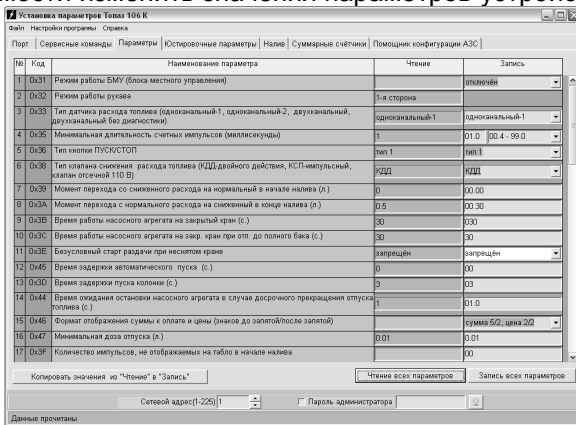 мости изменить значения параметров устрой
Установка параметров Топаз 106 К
Файл Настройки программы Справка
Порт Сервисные команды Параметры Юстировочные параметры Налив Суммарные счётчики Помощник конфигурации АЗС
№ Код Наименование параметра Чтение Запись
1 0x31 Режим работы БМУ (блока местного управления) отключён
2 0x32 Режим работы рукава 1-я сторона
3 0x33 Тип датчика расхода топлива (одноканальный-1, одноканальный-2, двухканальный, двухканальный без диагностики) одноканальный-1 одноканальный-1
4 0x35 Минимальная длительность счетных импульсов (миллисекунды) 1 01.0 00.4 - 99.0
5 0x36 Тип кнопки ПУСК/СТОП тип 1 тип 1
6 0x38 Тип клапана снижения расхода топлива (КДД-двойного действия, КСП-импульсный, клапан отсечной 110 В) КДД КДД
7 0x39 Момент перехода со сниженного расхода на нормальный в начале налива (л.) 0 00.00
8 0x3A Момент перехода с нормального расхода на сниженный в конце налива (л.) 0.5 00.30
9 0x3B Время работы насосного агрегата на закрытый кран (с.) 30 030
10 0x3C Время работы насосного агрегата на закр. кран при отп. до полного бака (с.) 30 30
11 0x3E Безусловный старт раздачи при неснятом кране запрещён запрещён
12 0x45 Время задержки автоматического пуска (с.) 0 00
13 0x3D Время задержки пуска колонки (с.) 3 03
14 0x44 Время ожидания остановки насосного агрегата в случае досрочного прекращения отпуска топлива (с.) 1 01.0
15 0x46 Формат отображения суммы к оплате и цены (знаков до запятой/после запятой) сумма 5/2, цена 2/2
16 0x47 Минимальная доза отпуска (л.) 0.01 0.01
17 0x3F Количество импульсов, не отображаемых на табло в начале налива 00
Копировать значения из "Чтение" в "Запись" Чтение всех параметров Запись всех параметров
Сетевой адрес(1-225) 1 Пароль администратора
Данные прочитаны